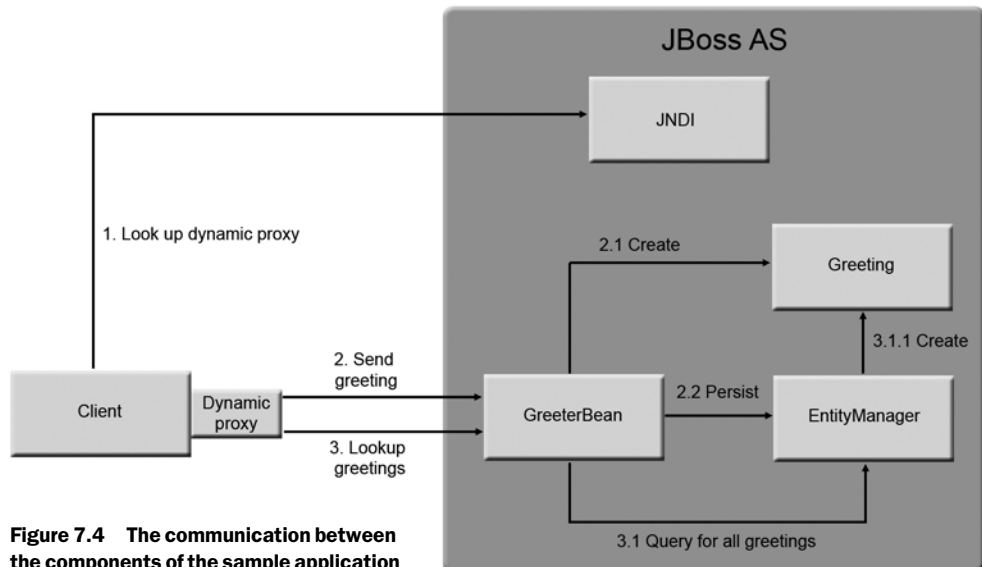 JBoss AS
JNDI
1. Look up dynamic proxy
2.1 Create
Greeting
3.1.1 Create
2. Send
greeting
Client
Dynamic
proxy
GreeterBean
2.2 Persist
EntityManager
3. Lookup
greetings
3.1 Query for all greetings
Figure 7.4 The communication between
the components of the sample application